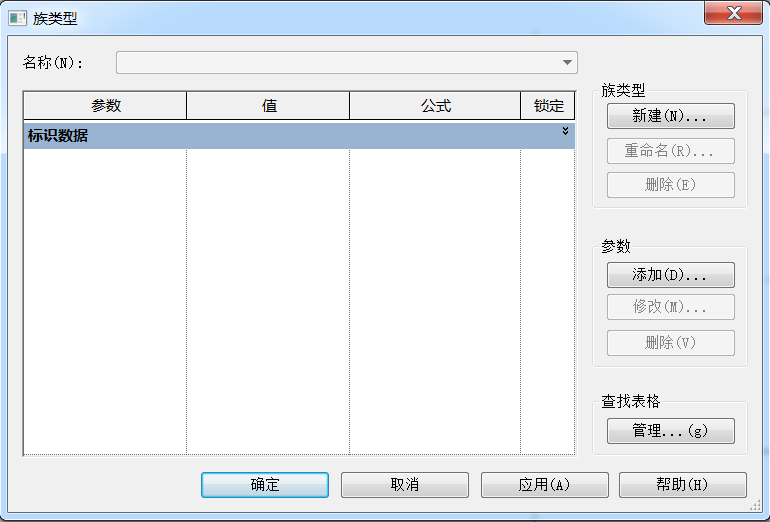 族类型
名称(N):
参数 值 公式 锁定
标识数据
族类型
新建(N)...
重命名(R)...
删除(E)
参数
添加(D)...
修改(M)...
删除(V)
查找表格
管理...(g)
确定 取消 应用(A) 帮助(H)